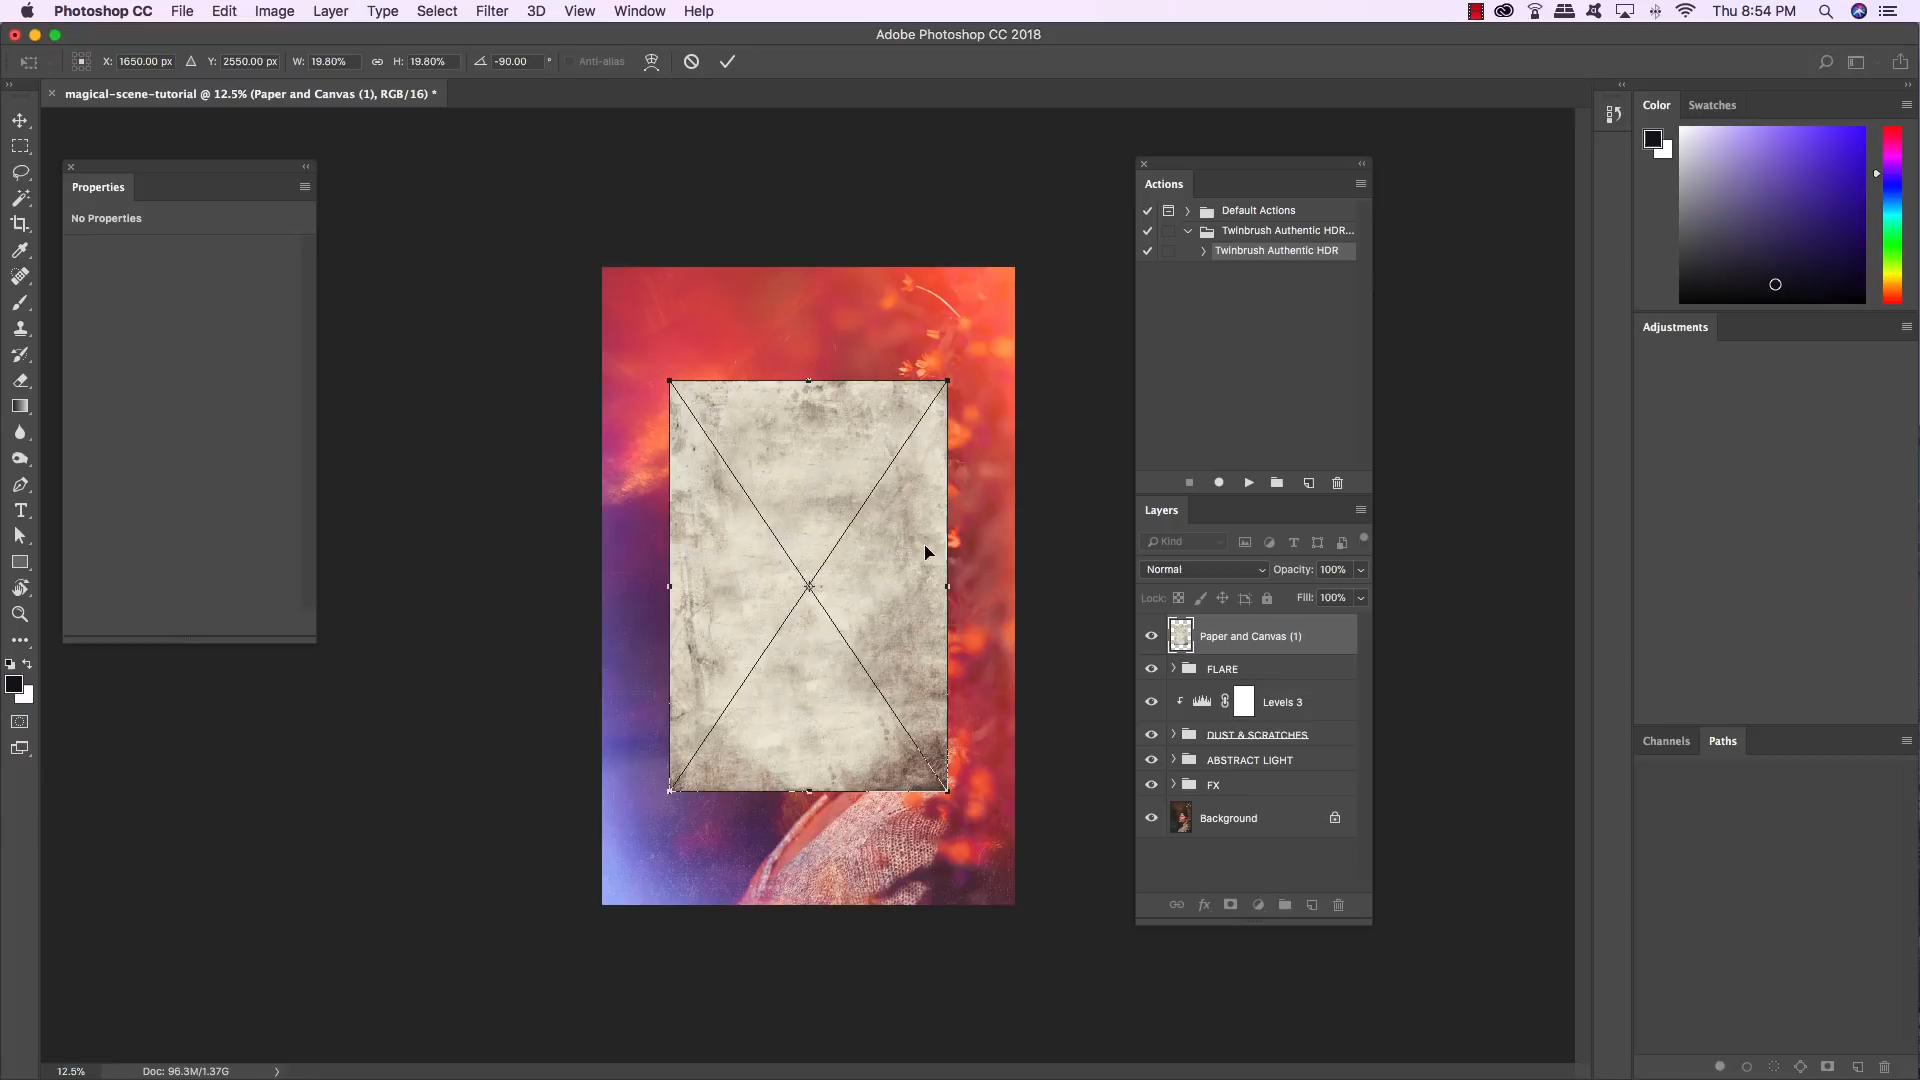 Photoshop CC File Edit Image Layer Type Select Filter 3D View Window Help Thu 8:54 PM
Adobe Photoshop CC 2018
X: 1650.00 px Y: 2550.00 px W: 19.80% H: 19.80% -90.00 ° Anti-alias
magical-scene-tutorial @ 12.5% (Paper and Canvas (1), RGB/16) *
Color Swatches
Properties
No Properties
Actions
Default Actions
Twinbrush Authentic HDR...
Twinbrush Authentic HDR
Adjustments
Layers
Kind
Normal Opacity: 100%
Lock: Fill: 100%
Paper and Canvas (1)
FLARE
Levels 3
DUST & SCRATCHES
ABSTRACT LIGHT
FX
Background
Channels Paths
12.5% Doc: 96.3M/1.37G